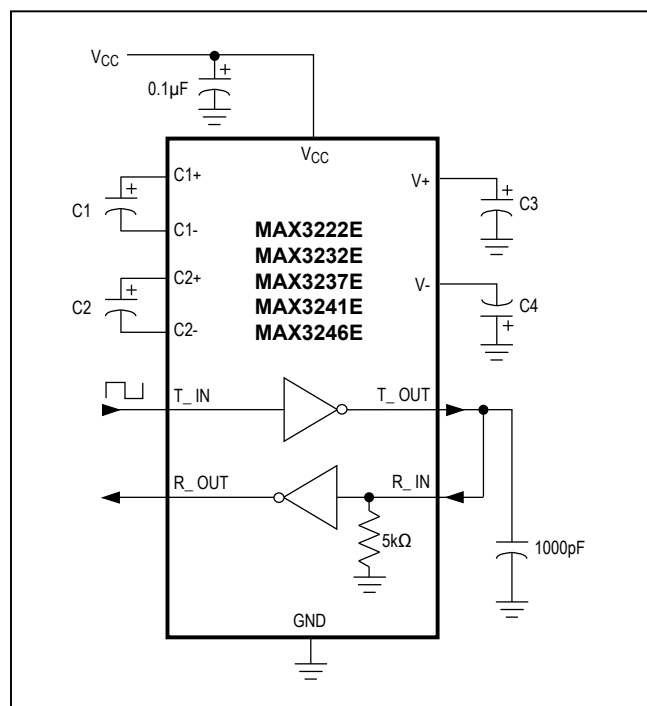 VCC
+
0.1µF
VCC
C1+
+
C1
C1-
V+
+
C3
MAX3222E
MAX3232E
MAX3237E
MAX3241E
MAX3246E
C2+
+
C2
C2-
V-
C4
+
T_ IN
T_ OUT
R_ OUT
R_ IN
5kΩ
1000pF
GND